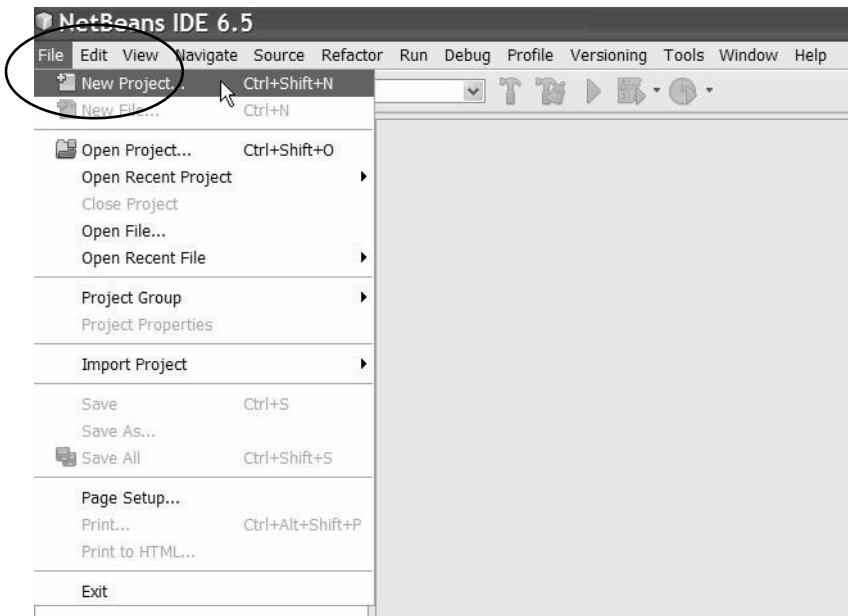 NetBeans IDE 6.5
File Edit View Navigate Source Refactor Run Debug Profile Versioning Tools Window Help
New Project... Ctrl+Shift+N
New File... Ctrl+N
Open Project... Ctrl+Shift+O
Open Recent Project
Close Project
Open File...
Open Recent File
Project Group
Project Properties
Import Project
Save Ctrl+S
Save As...
Save All Ctrl+Shift+S
Page Setup...
Print... Ctrl+Alt+Shift+P
Print to HTML...
Exit